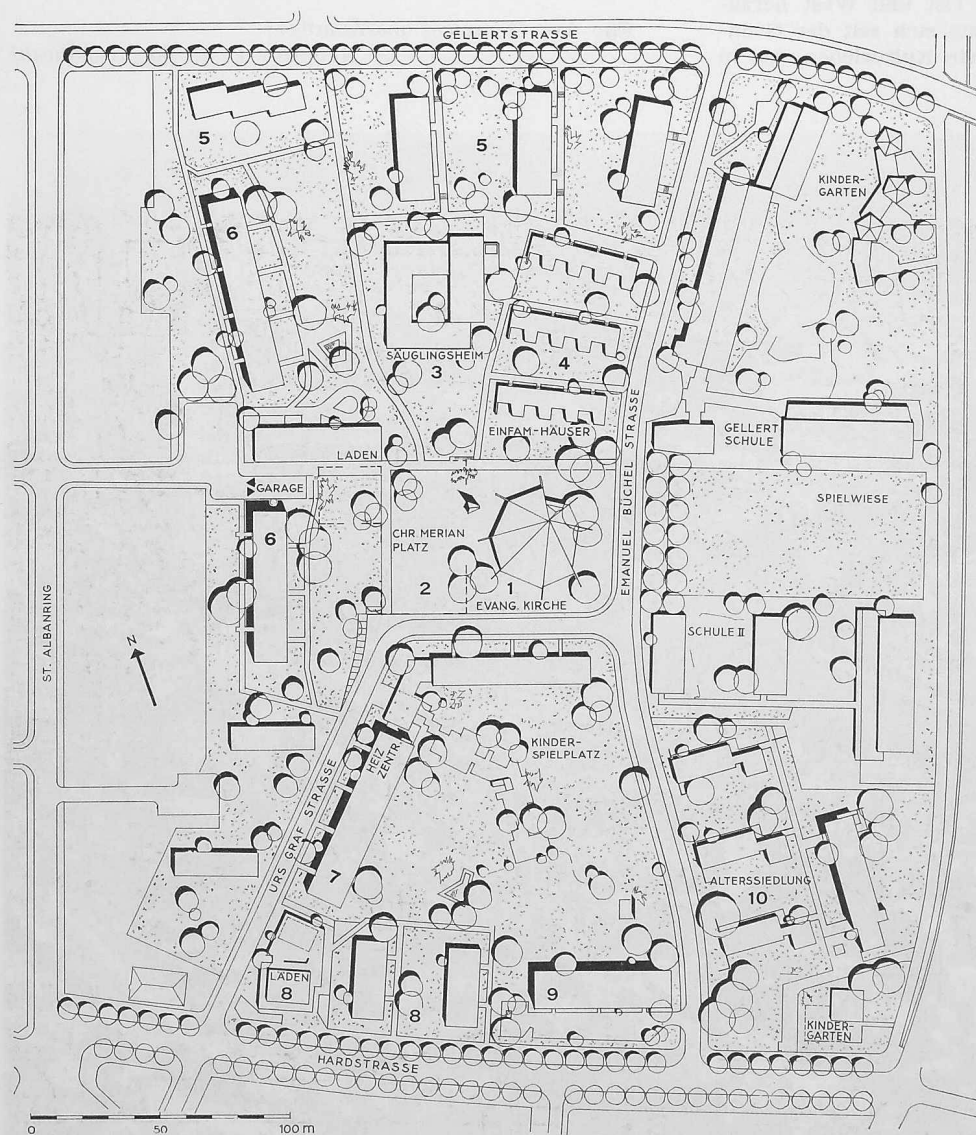 GELLERTSTRASSE
5
5
KINDER-
GARTEN
6
SÄUGLINGSHEIM
3
4
EINFAM.-HÄUSER
LADEN
GELLERT
SCHULE
EMANUEL BÜCHEL STRASSE
GARAGE
SPIELWIESE
6
CHR. MERIAN
PLATZ
2
1
EVANG. KIRCHE
ST. ALBANRING
N
SCHULE II
HEIZ
ZENTR.
KINDER-
SPIELPLATZ
URS GRAF STRASSE
7
ALTERSSIEDLUNG
10
LÄDEN
8
8
9
KINDER-
GARTEN
HARDSTRASSE
0 50 100 m